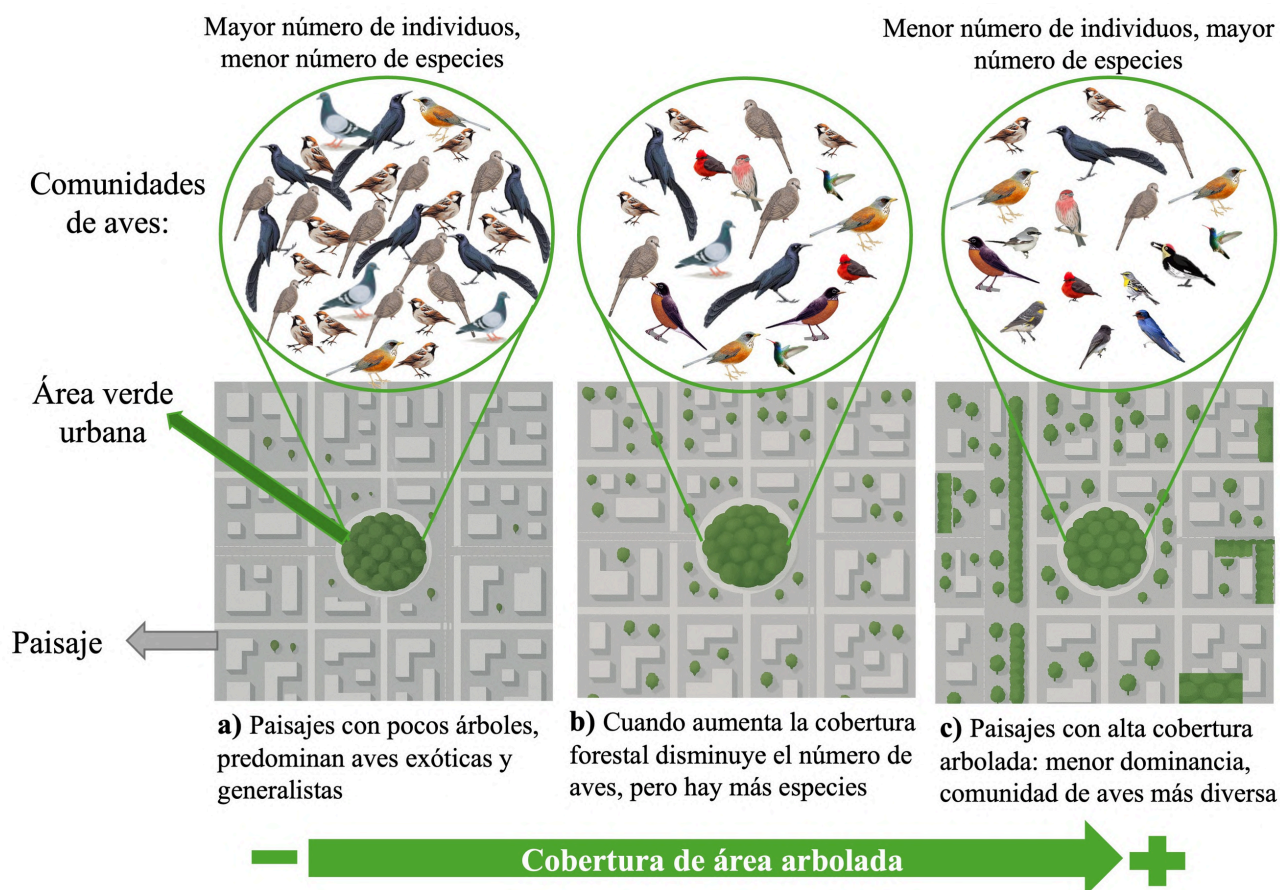 Mayor número de individuos,
menor número de especies
Menor número de individuos, mayor
número de especies
Comunidades
de aves:
Área verde
urbana
Paisaje
a) Paisajes con pocos árboles,
predominan aves exóticas y
generalistas
b) Cuando aumenta la cobertura
forestal disminuye el número de
aves, pero hay más especies
c) Paisajes con alta cobertura
arbolada: menor dominancia,
comunidad de aves más diversa
Cobertura de área arbolada